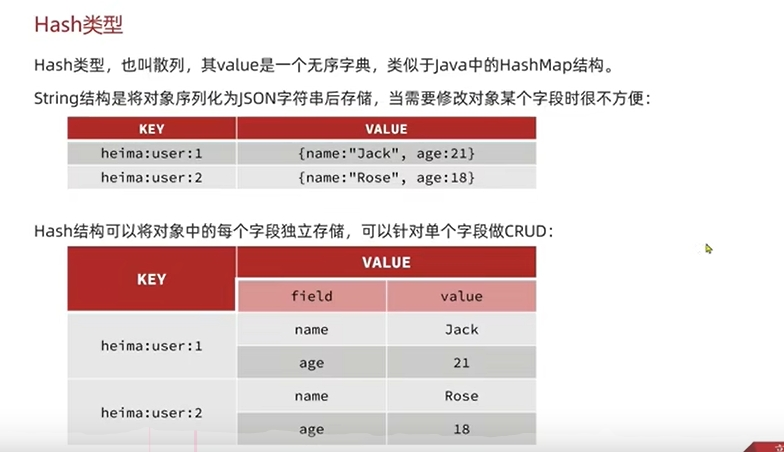 Hash类型
Hash类型，也叫散列，其value是一个无序字典，类似于Java中的HashMap结构。
String结构是将对象序列化为JSON字符串后存储，当需要修改对象某个字段时很不方便：
KEY VALUE
heima:user:1 {name:"Jack", age:21}
heima:user:2 {name:"Rose", age:18}
Hash结构可以将对象中的每个字段独立存储，可以针对单个字段做CRUD：
KEY VALUE
field value
heima:user:1 name Jack
age 21
heima:user:2 name Rose
age 18